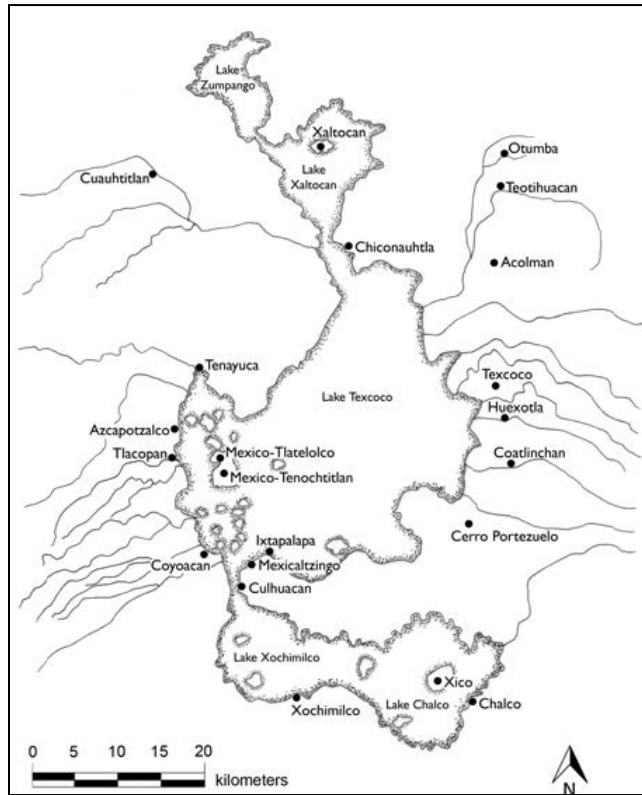 Lake
Zumpango
Xaltocan
Lake
Xaltocan
Otumba
Cuauhtitlan
Teotihuacan
Chiconauhtla
Acolman
Tenayuca
Texcoco
Lake Texcoco
Huexotla
Azcapotzalco
Tlacopan
Mexico-Tlatelolco
Coatlinchan
Mexico-Tenochtitlan
Cerro Portezuelo
Ixtapalapa
Coyoacan
Mexicaltzingo
Culhuacan
Lake Xochimilco
Xico
Lake Chalco
Chalco
Xochimilco
0 5 10 15 20
kilometers
N